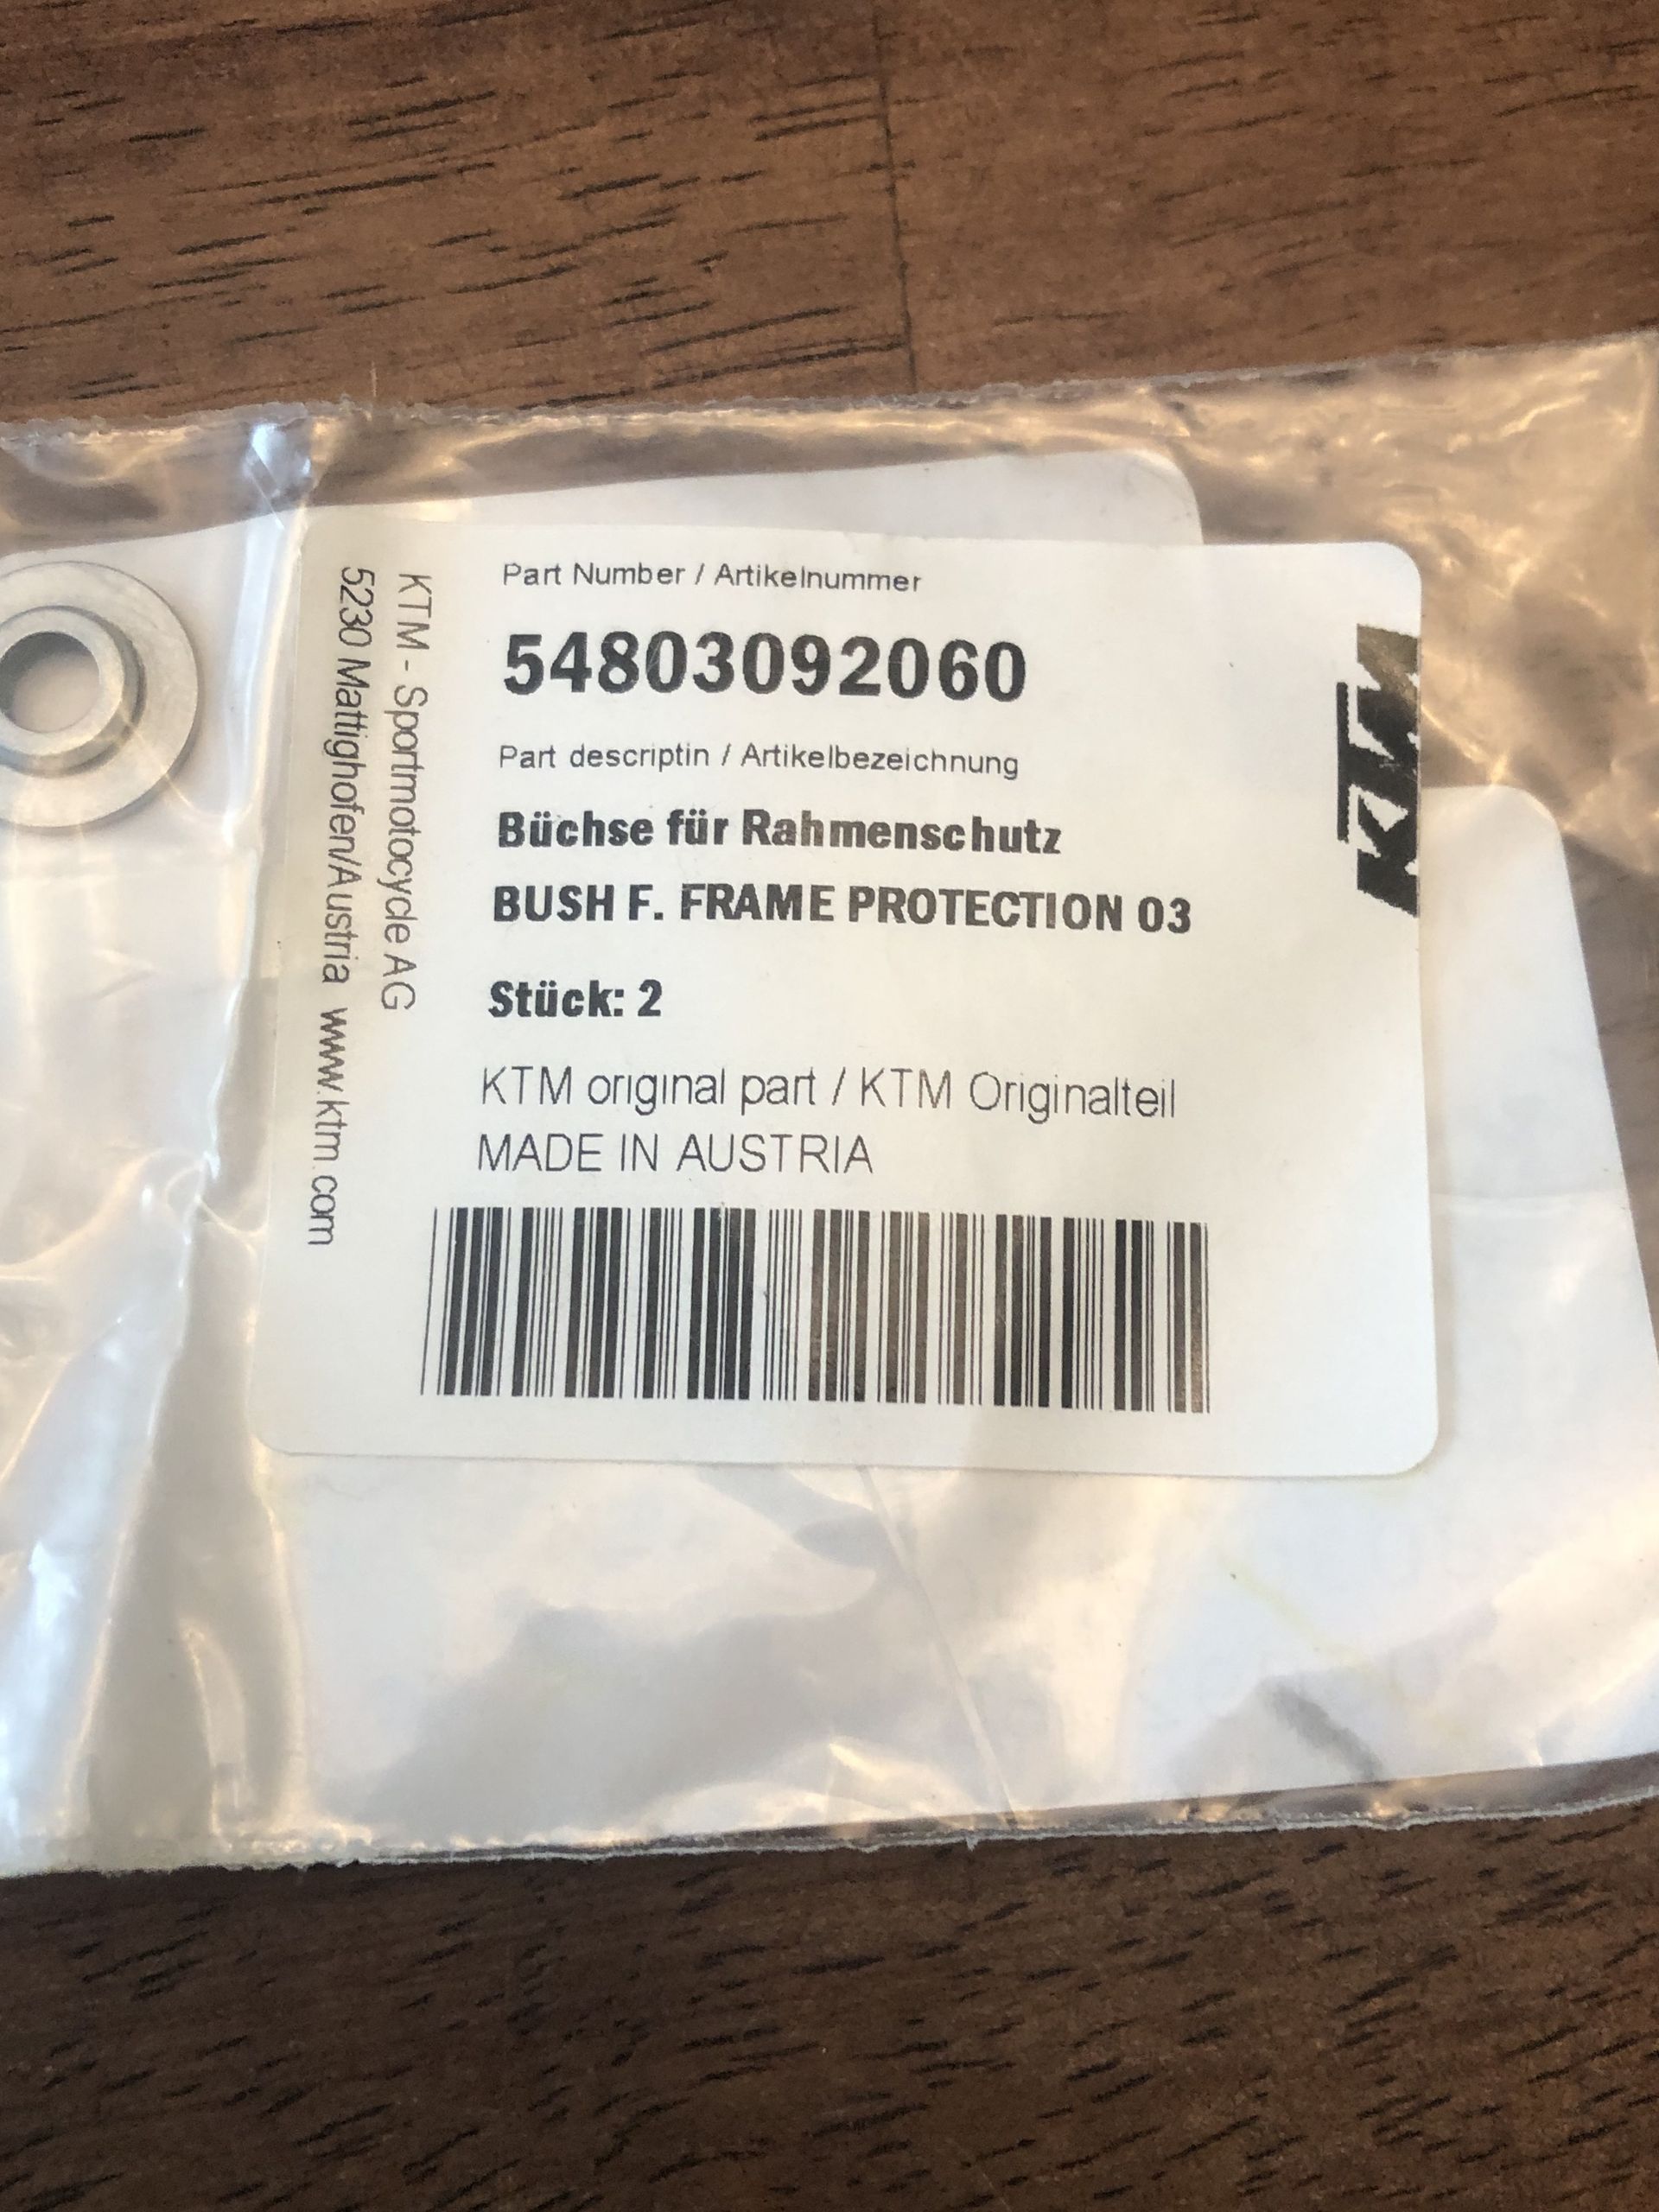 Part Number / Artikelnummer
54803092060
Part descriptin / Artikelbezeichnung
Büchse für Rahmenschutz
BUSH F. FRAME PROTECTION 03
Stück: 2
KTM original part / KTM Originalteil
MADE IN AUSTRIA
KTM - Sportmotocycle AG
5230 Mattighofen/Austria www.ktm.com
KTM